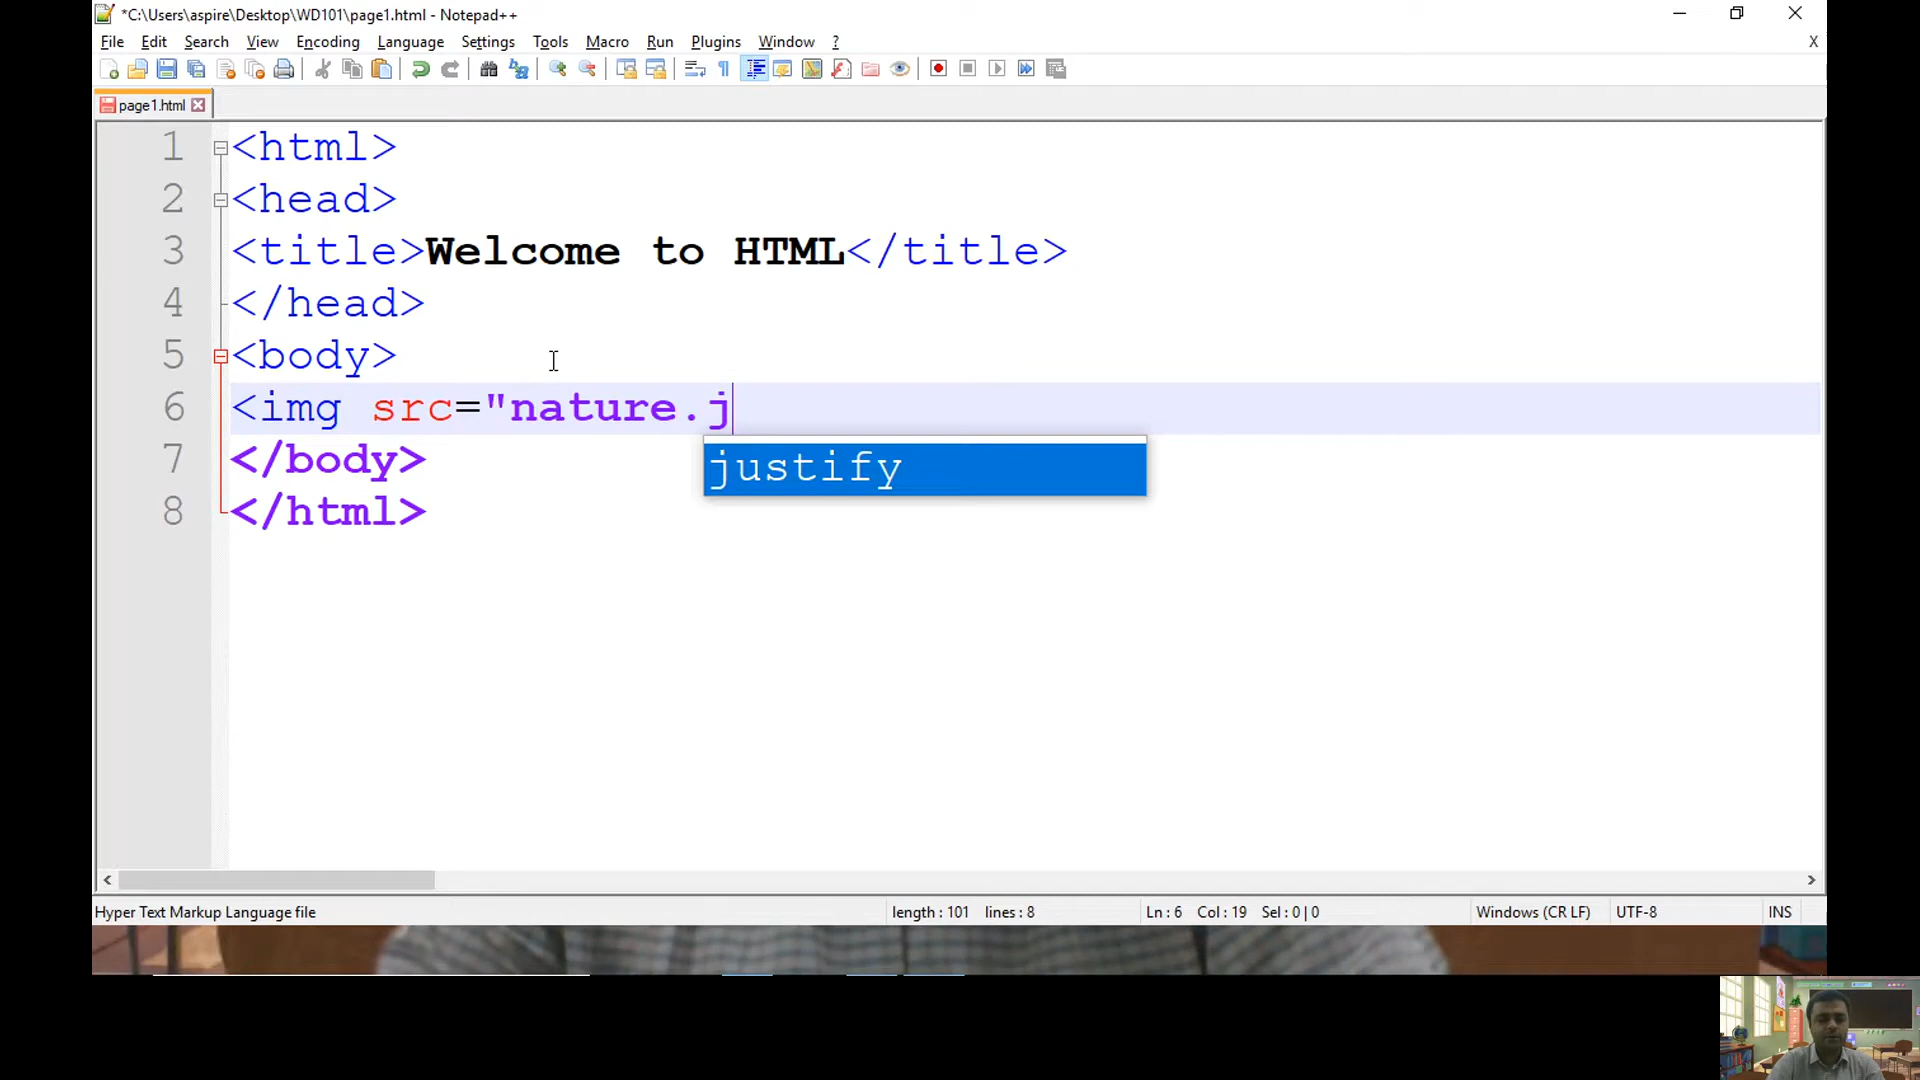 *C:\Users\aspire\Desktop\WD101\page1.html - Notepad++
File Edit Search View Encoding Language Settings Tools Macro Run Plugins Window ? X
page1.html
1 <html>
2 <head>
3 <title>Welcome to HTML</title>
4 </head>
5 <body>
6 <img src="nature.j
justify
7 </body>
8 </html>
Hyper Text Markup Language file length : 101 lines : 8 Ln : 6 Col : 19 Sel : 0 | 0 Windows (CR LF) UTF-8 INS